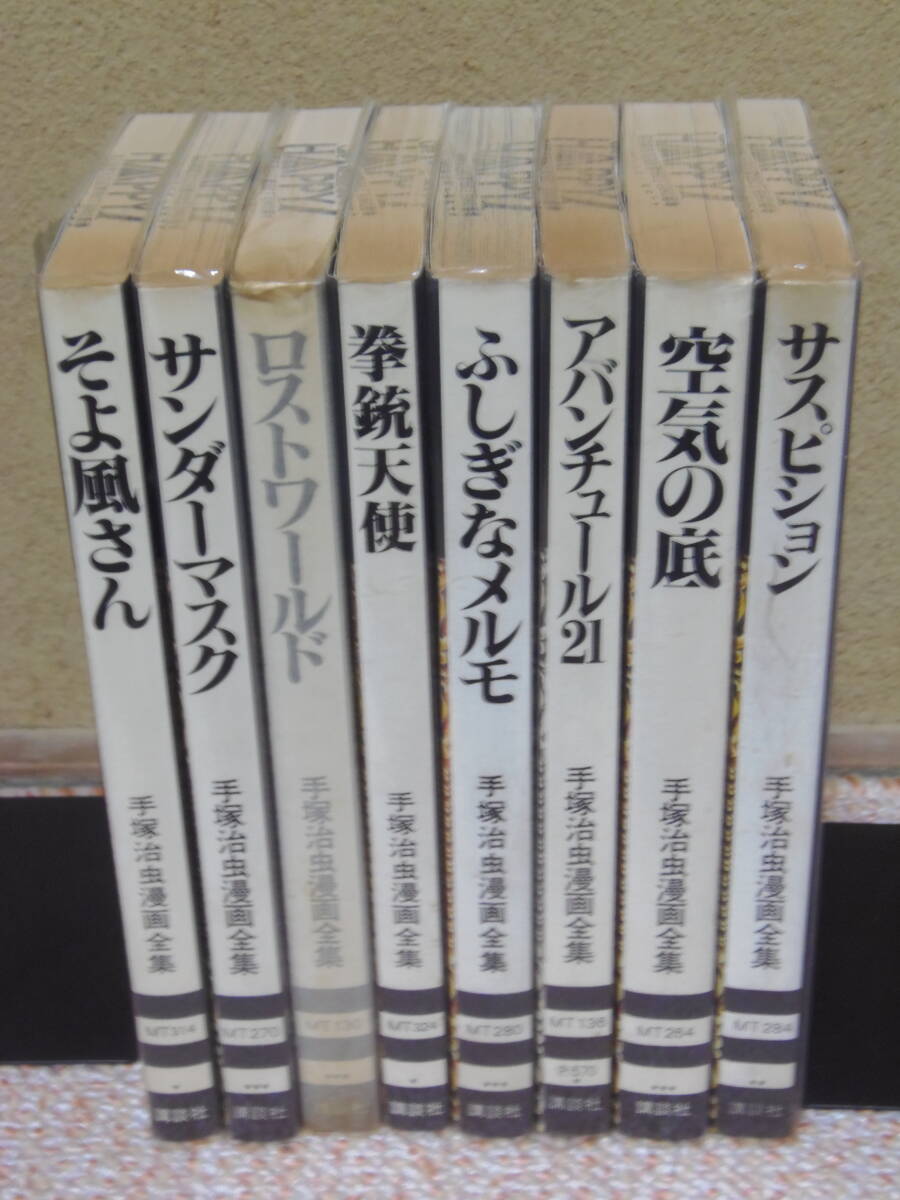 そよ風さん
手塚治虫漫画全集
MT314
講談社
サンダーマスク
手塚治虫漫画全集
MT270
講談社
ロストワールド
手塚治虫漫画全集
MT130
拳銃天使
手塚治虫漫画全集
MT324
講談社
ふしぎなメルモ
手塚治虫漫画全集
MT280
講談社
アバンチュール21
手塚治虫漫画全集
MT136
P.570
講談社
空気の底
手塚治虫漫画全集
MT264
講談社
サスピション
手塚治虫漫画全集
MT284
講談社